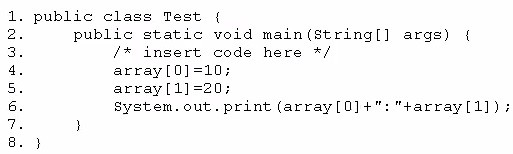 1. public class Test {
2.     public static void main(String[] args) {
3.         /* insert code here */
4.         array[0]=10;
5.         array[1]=20;
6.         System.out.print(array[0]+":"+array[1]);
7.     }
8. }